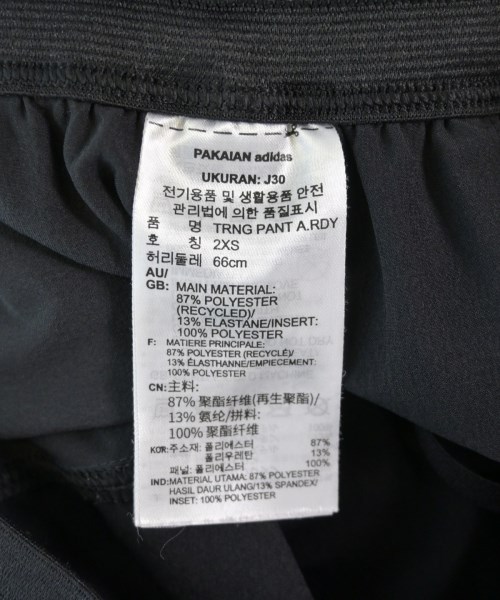 PAKAIAN adidas
UKURAN: J30
전기용품 및 생활용품 안전
관리법에 의한 품질표시
품 명 TRNG PANT A.RDY
호 칭 2XS
허리둘레 66cm
AU/
GB: MAIN MATERIAL:
87% POLYESTER
(RECYCLED)/
13% ELASTANE/INSERT:
100% POLYESTER
F: MATIERE PRINCIPALE:
87% POLYESTER (RECYCLÉ)/
13% ÉLASTHANNE/EMPIECEMENT:
100% POLYESTER
CN: 主料:
87% 聚酯纤维(再生聚酯)/
13% 氨纶/拼料:
100% 聚酯纤维
KOR: 주소재: 폴리에스터 87%
폴리우레탄 13%
패널: 폴리에스터 100%
IND: MATERIAL UTAMA: 87% POLYESTER
HASIL DAUR ULANG/13% SPANDEX/
INSET: 100% POLYESTER